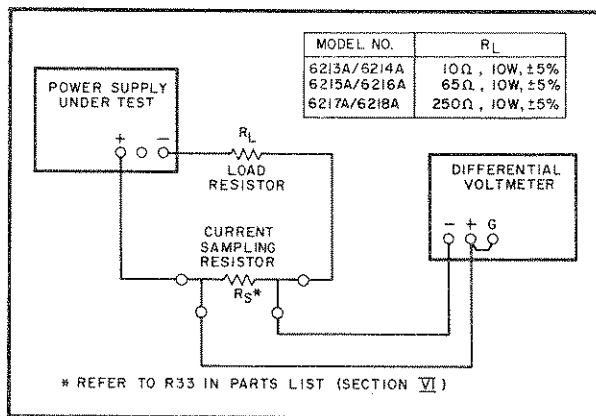 MODEL NO. RL
6213A/6214A 10Ω, 10W, ±5%
6215A/6216A 65Ω, 10W, ±5%
6217A/6218A 250Ω, 10W, ±5%
POWER SUPPLY
UNDER TEST
+ −
RL
LOAD
RESISTOR
DIFFERENTIAL
VOLTMETER
− + G
CURRENT
SAMPLING
RESISTOR
RS*
* REFER TO R33 IN PARTS LIST (SECTION VI)